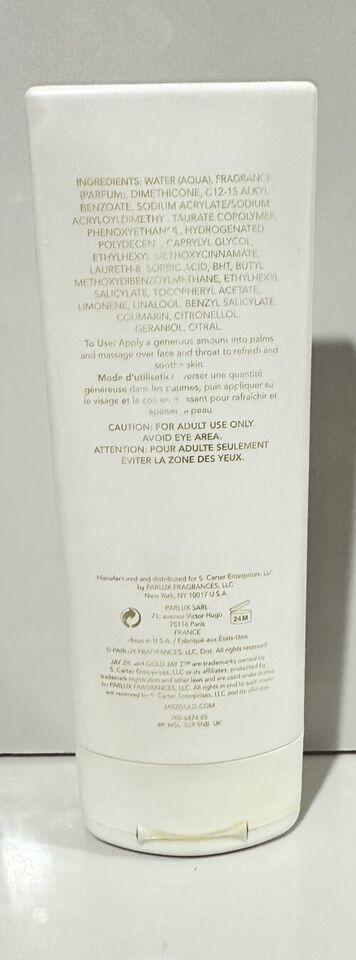 INGREDIENTS: WATER (AQUA), FRAGRANCE
(PARFUM), DIMETHICONE, C12-15 ALKYL
BENZOATE, SODIUM ACRYLATE/SODIUM
ACRYLOYLDIMETHYL TAURATE COPOLYMER,
PHENOXYETHANOL, HYDROGENATED
POLYDECENE, CAPRYLYL GLYCOL,
ETHYLHEXYL METHOXYCINNAMATE,
LAURETH-8, SORBIC ACID, BHT, BUTYL
METHOXYDIBENZOYLMETHANE, ETHYLHEXYL
SALICYLATE, TOCOPHERYL ACETATE,
LIMONENE, LINALOOL, BENZYL SALICYLATE,
COUMARIN, CITRONELLOL,
GERANIOL, CITRAL.
To Use: Apply a generous amount into palms
and massage over face and throat to refresh and
soothe skin.
Mode d'utilisation: verser une quantité
généreuse dans les paumes, puis appliquer sur
le visage et le cou en massant pour rafraîchir et
apaiser la peau.
CAUTION: FOR ADULT USE ONLY.
AVOID EYE AREA.
ATTENTION: POUR ADULTE SEULEMENT
EVITER LA ZONE DES YEUX.
Manufactured and distributed for S. Carter Enterprises, LLC
by PARLUX FRAGRANCES, LLC
New York, NY 10017 U.S.A.
PARLUX SARL
71, avenue Victor Hugo
75116 Paris
FRANCE
24M
Made in U.S.A. / Fabriqué aux États-Unis
© PARLUX FRAGRANCES, LLC, Dist. All rights reserved
JAY Z® and GOLD JAY Z™ are trademarks owned by
S. Carter Enterprises, LLC or its affiliates, protected by
trademark registration and other laws and are used under license
by PARLUX FRAGRANCES, LLC. All rights in and to such marks
are reserved by S. Carter Enterprises, LLC and its affiliates
JAYZGOLD.COM
700.6474.85